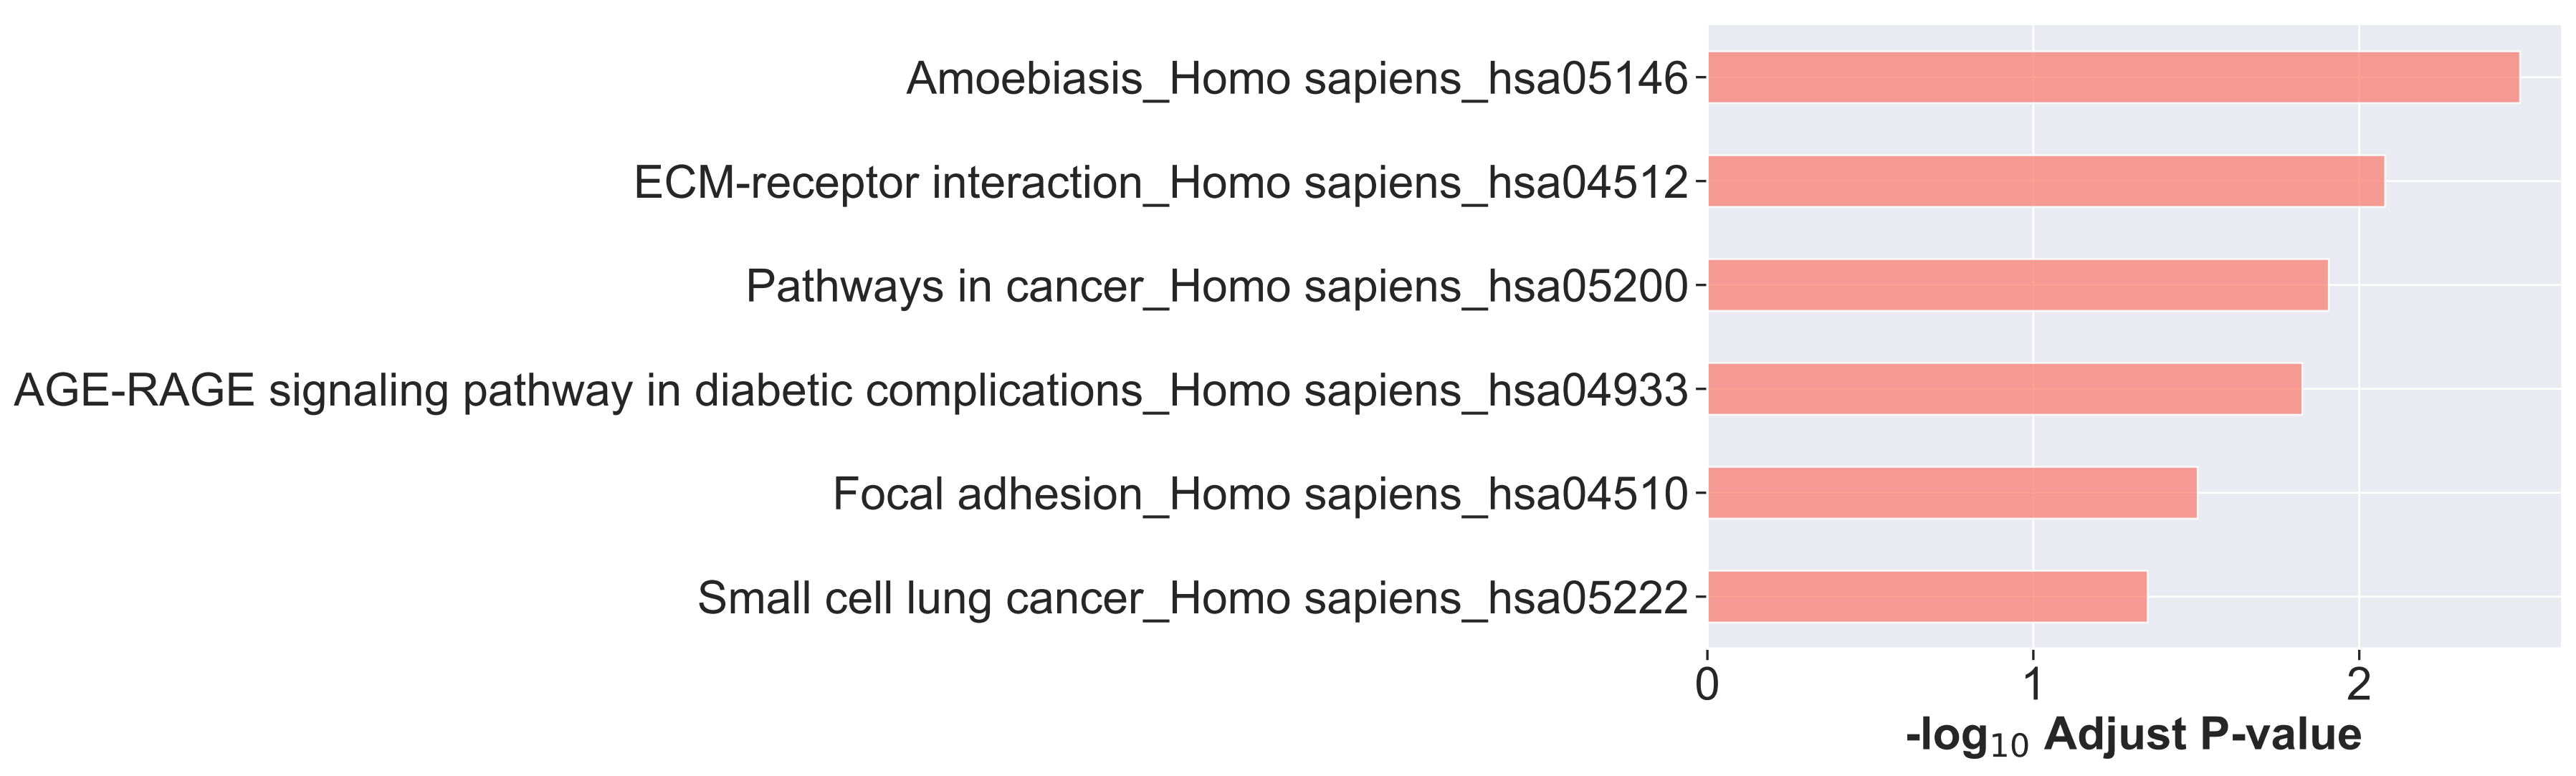 Amoebiasis_Homo sapiens_hsa05146
ECM-receptor interaction_Homo sapiens_hsa04512
Pathways in cancer_Homo sapiens_hsa05200
AGE-RAGE signaling pathway in diabetic complications_Homo sapiens_hsa04933
Focal adhesion_Homo sapiens_hsa04510
Small cell lung cancer_Homo sapiens_hsa05222
0 1 2
-log₁₀ Adjust P-value